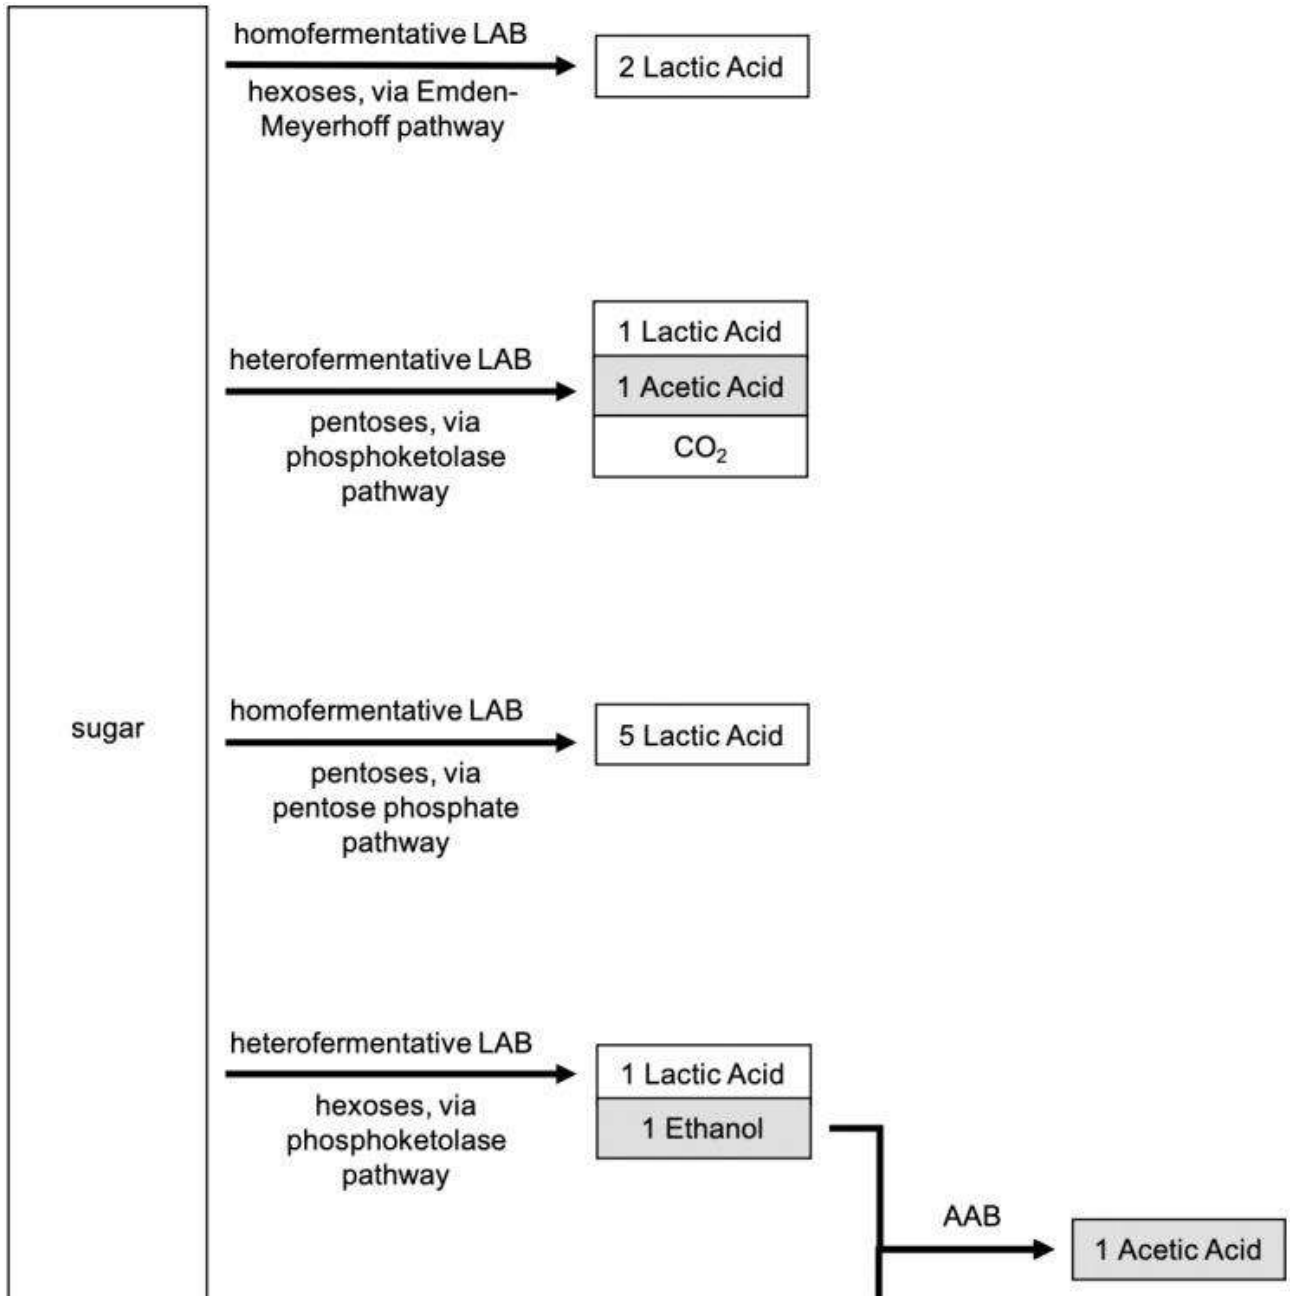 homofermentative LAB
2 Lactic Acid
hexoses, via Emden-
Meyerhoff pathway
heterofermentative LAB
1 Lactic Acid
1 Acetic Acid
CO₂
pentoses, via
phosphoketolase
pathway
sugar
homofermentative LAB
5 Lactic Acid
pentoses, via
pentose phosphate
pathway
heterofermentative LAB
1 Lactic Acid
1 Ethanol
hexoses, via
phosphoketolase
pathway
AAB
1 Acetic Acid